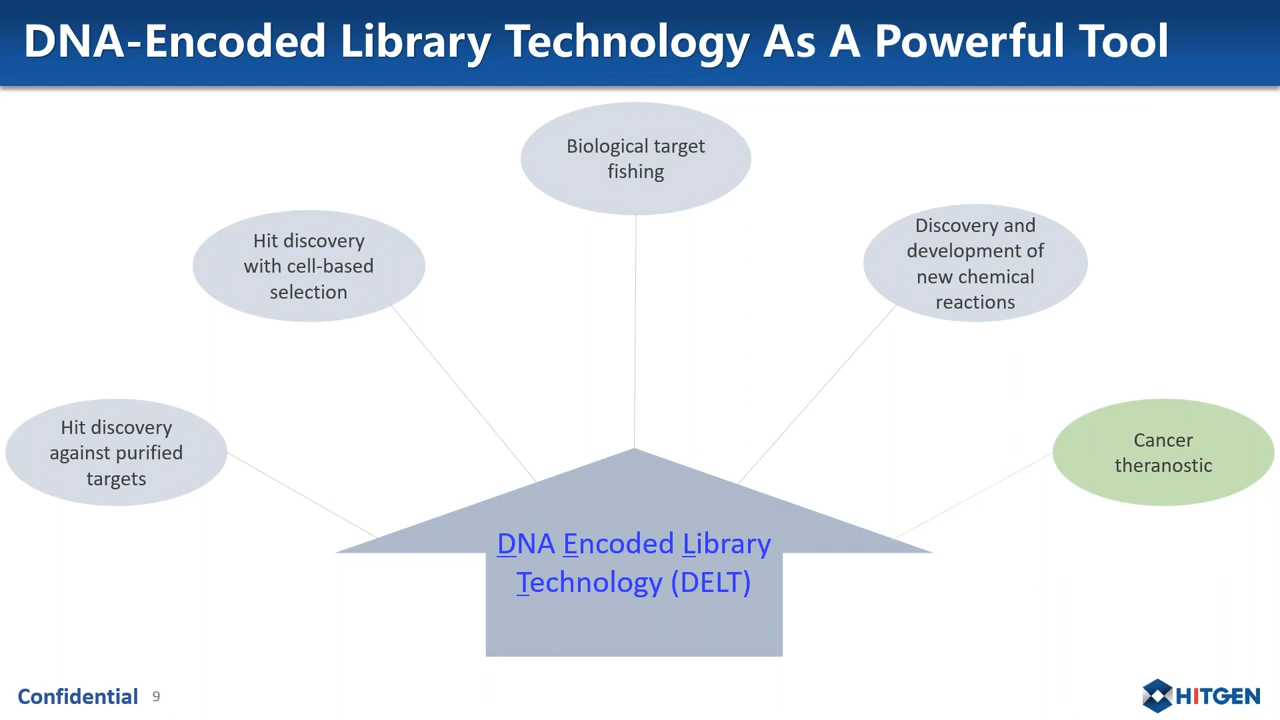 DNA-Encoded Library Technology As A Powerful Tool
Biological target
fishing
Hit discovery
with cell-based
selection
Discovery and
development of
new chemical
reactions
Hit discovery
against purified
targets
Cancer
theranostic
DNA Encoded Library
Technology (DELT)
Confidential 9
HITGEN